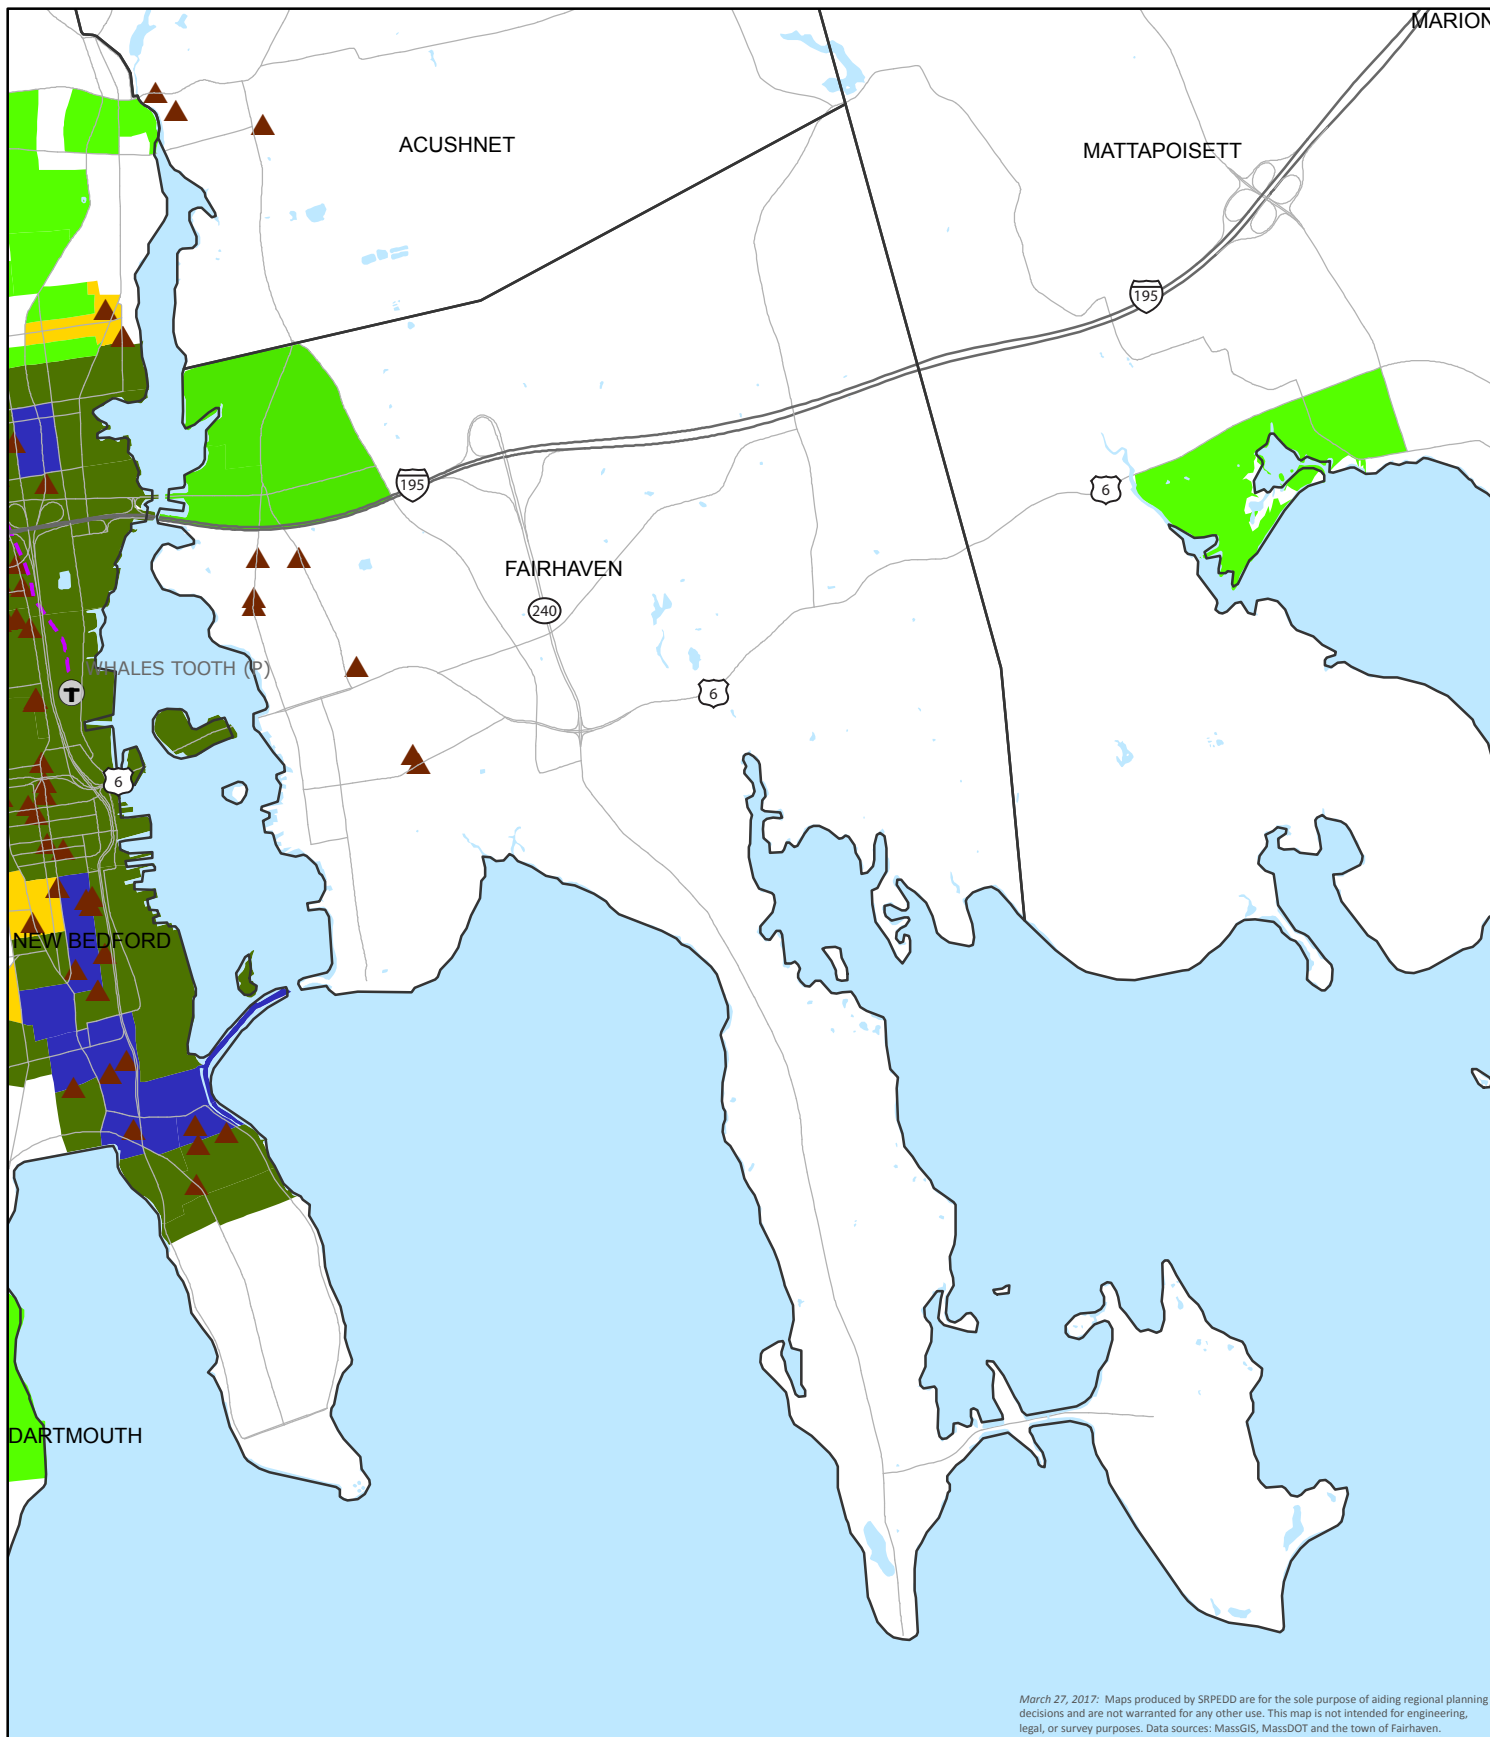 MARION
ACUSHNET
MATTAPOISETT
195
195
6
FAIRHAVEN
240
WHALES TOOTH (P)
T
6
6
NEW BEDFORD
DARTMOUTH
March 27, 2017: Maps produced by SRPEDD are for the sole purpose of aiding regional planning
decisions and are not warranted for any other use. This map is not intended for engineering,
legal, or survey purposes. Data sources: MassGIS, MassDOT and the town of Fairhaven.